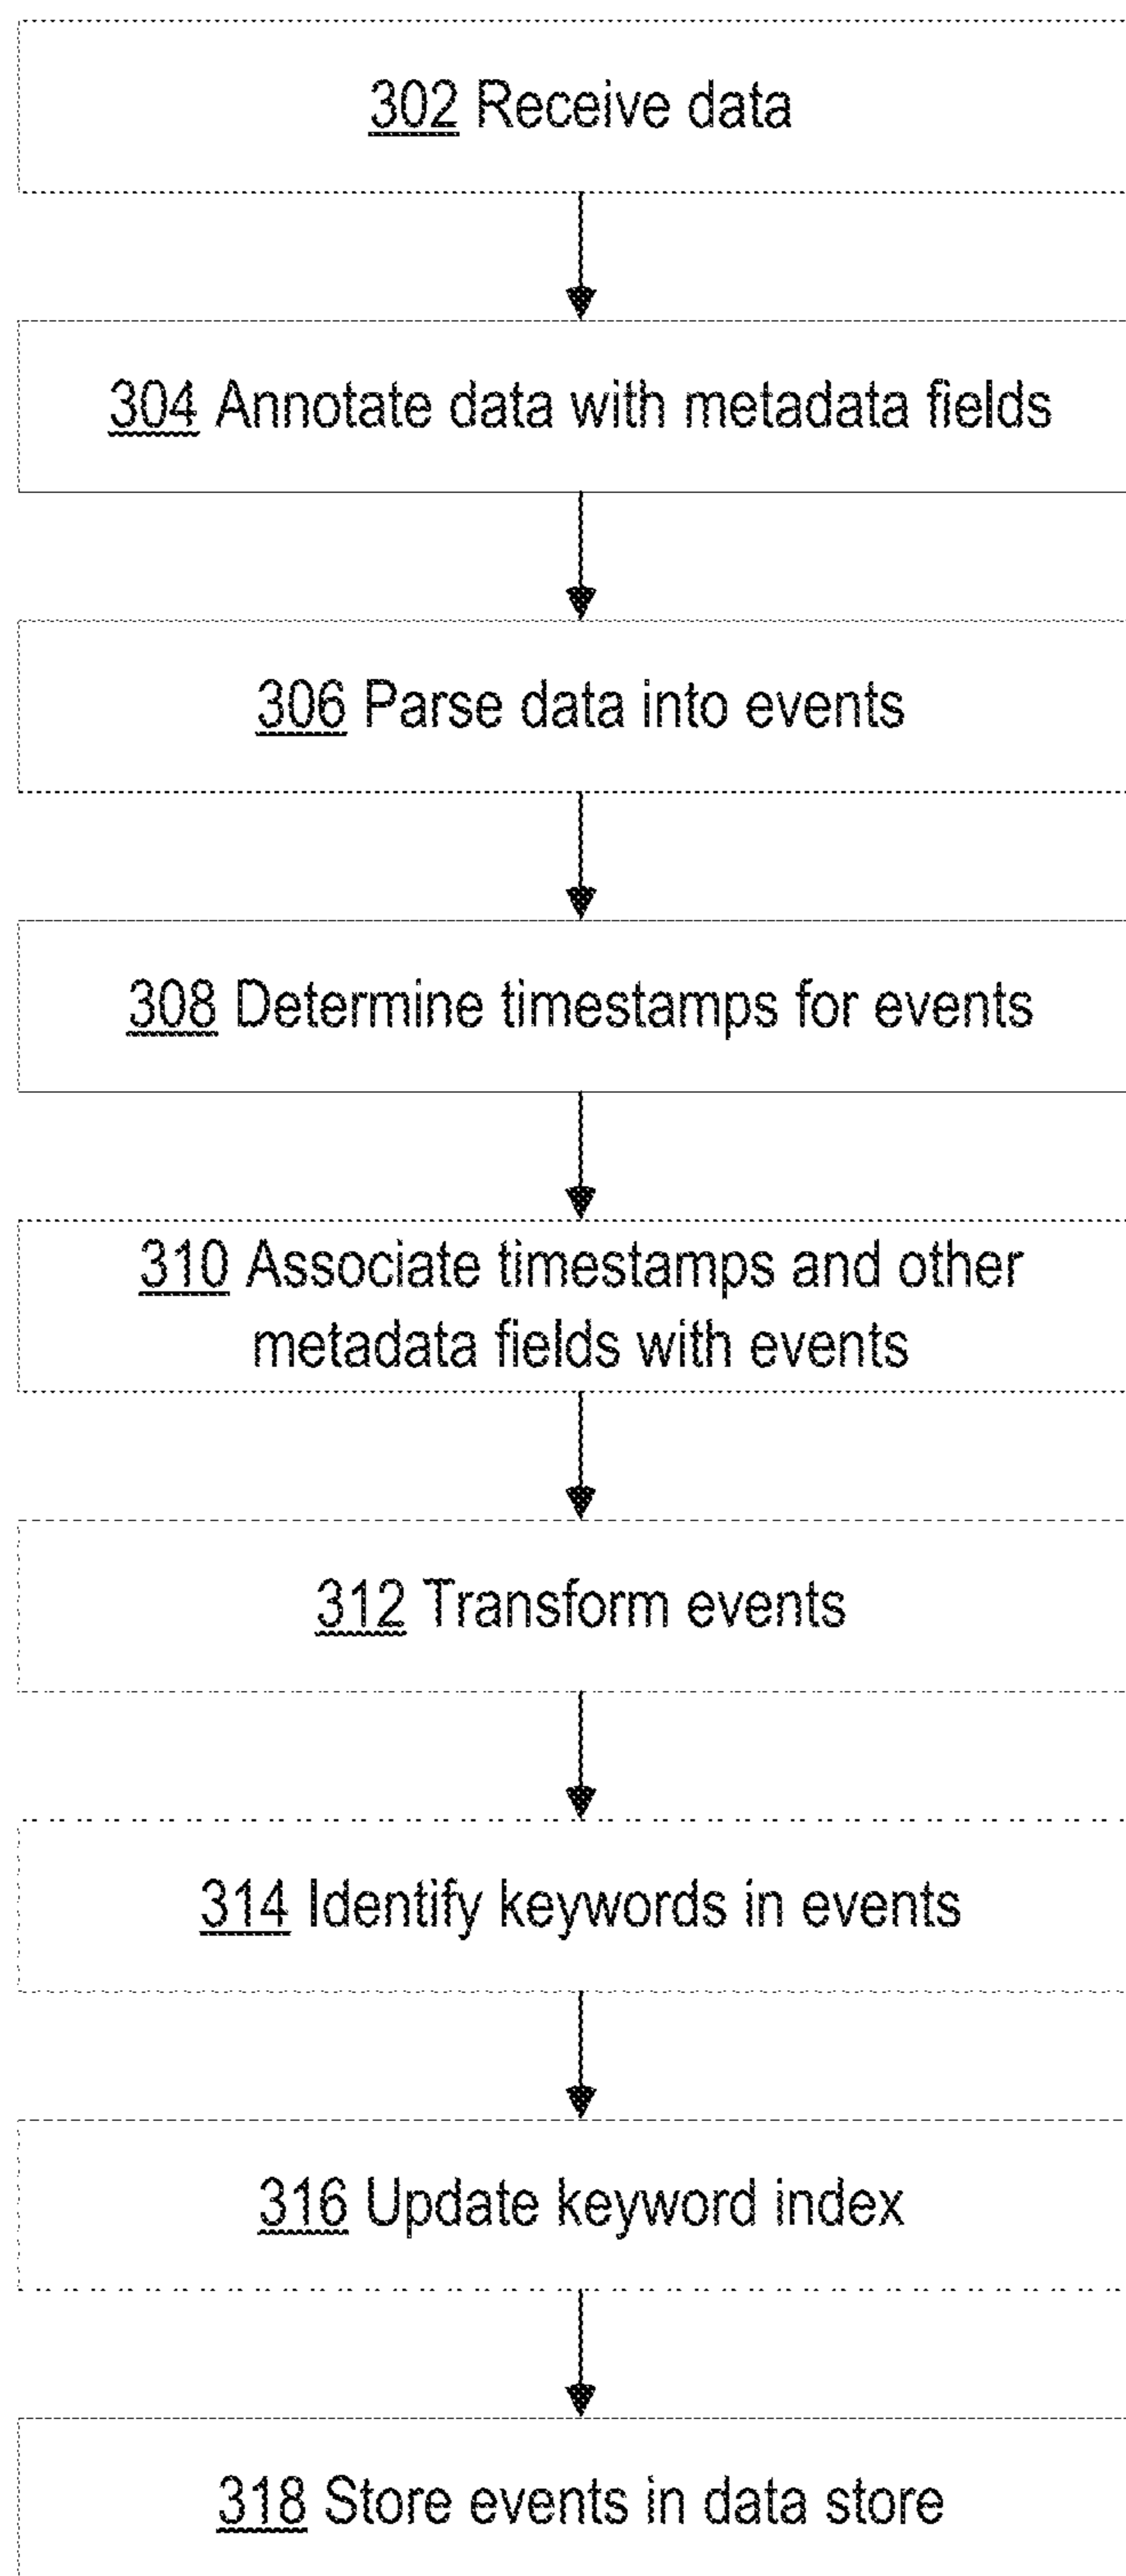 302 Receive data
304 Annotate data with metadata fields
306 Parse data into events
308 Determine timestamps for events
310 Associate timestamps and other
metadata fields with events
312 Transform events
314 Identify keywords in events
316 Update keyword index
318 Store events in data store